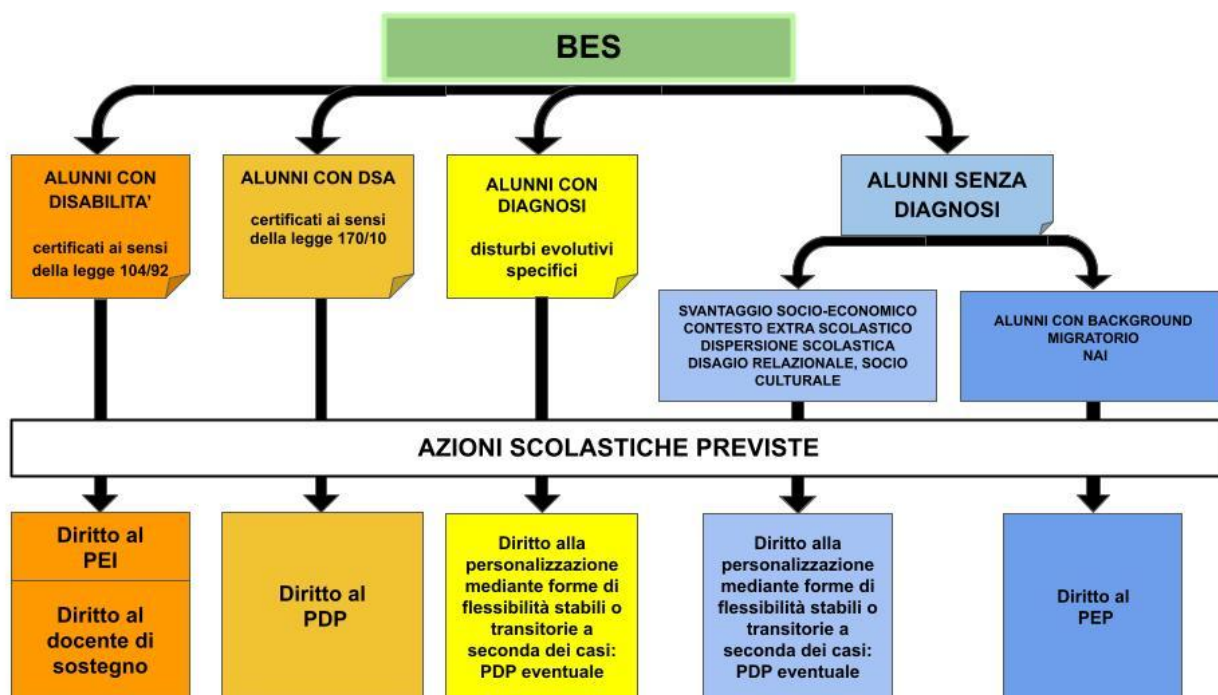 BES
ALUNNI CON
DISABILITA'
certificati ai sensi
della legge 104/92
ALUNNI CON DSA
certificati ai sensi
della legge 170/10
ALUNNI CON
DIAGNOSI
disturbi evolutivi
specifici
ALUNNI SENZA
DIAGNOSI
SVANTAGGIO SOCIO-ECONOMICO
CONTESTO EXTRA SCOLASTICO
DISPERSIONE SCOLASTICA
DISAGIO RELAZIONALE, SOCIO
CULTURALE
ALUNNI CON BACKGROUND
MIGRATORIO
NAI
AZIONI SCOLASTICHE PREVISTE
Diritto al
PEI
Diritto al
docente di
sostegno
Diritto al
PDP
Diritto alla
personalizzazione
mediante forme di
flessibilità stabili o
transitorie a
seconda dei casi:
PDP eventuale
Diritto alla
personalizzazione
mediante forme di
flessibilità stabili o
transitorie a
seconda dei casi:
PDP eventuale
Diritto al
PEP